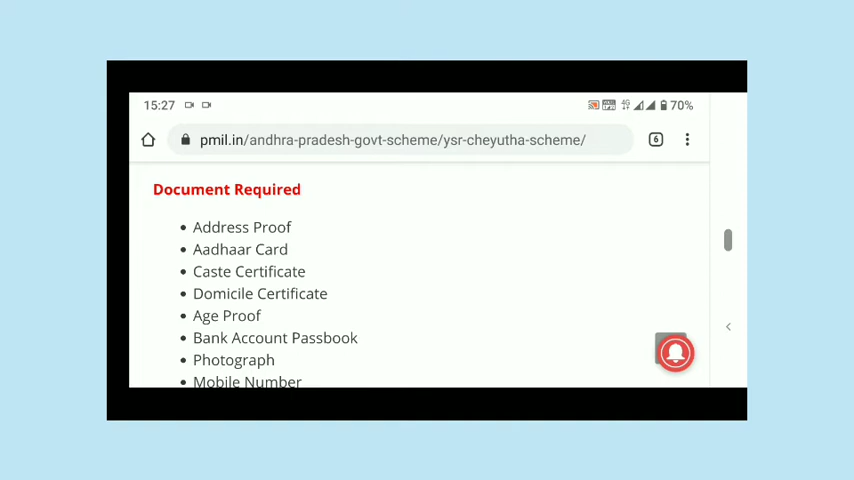 15:27 4G 70%
pmil.in/andhra-pradesh-govt-scheme/ysr-cheyutha-scheme/ 6
Document Required
Address Proof
Aadhaar Card
Caste Certificate
Domicile Certificate
Age Proof
Bank Account Passbook
Photograph
Mobile Number